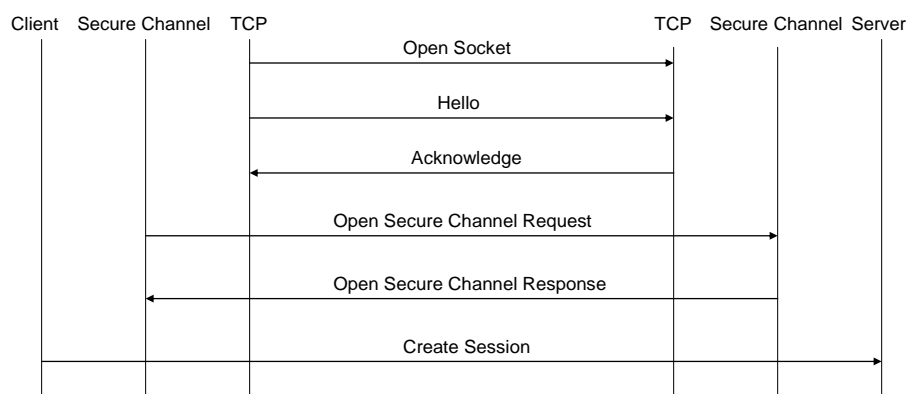 Client Secure Channel TCP TCP Secure Channel Server
Open Socket
Hello
Acknowledge
Open Secure Channel Request
Open Secure Channel Response
Create Session